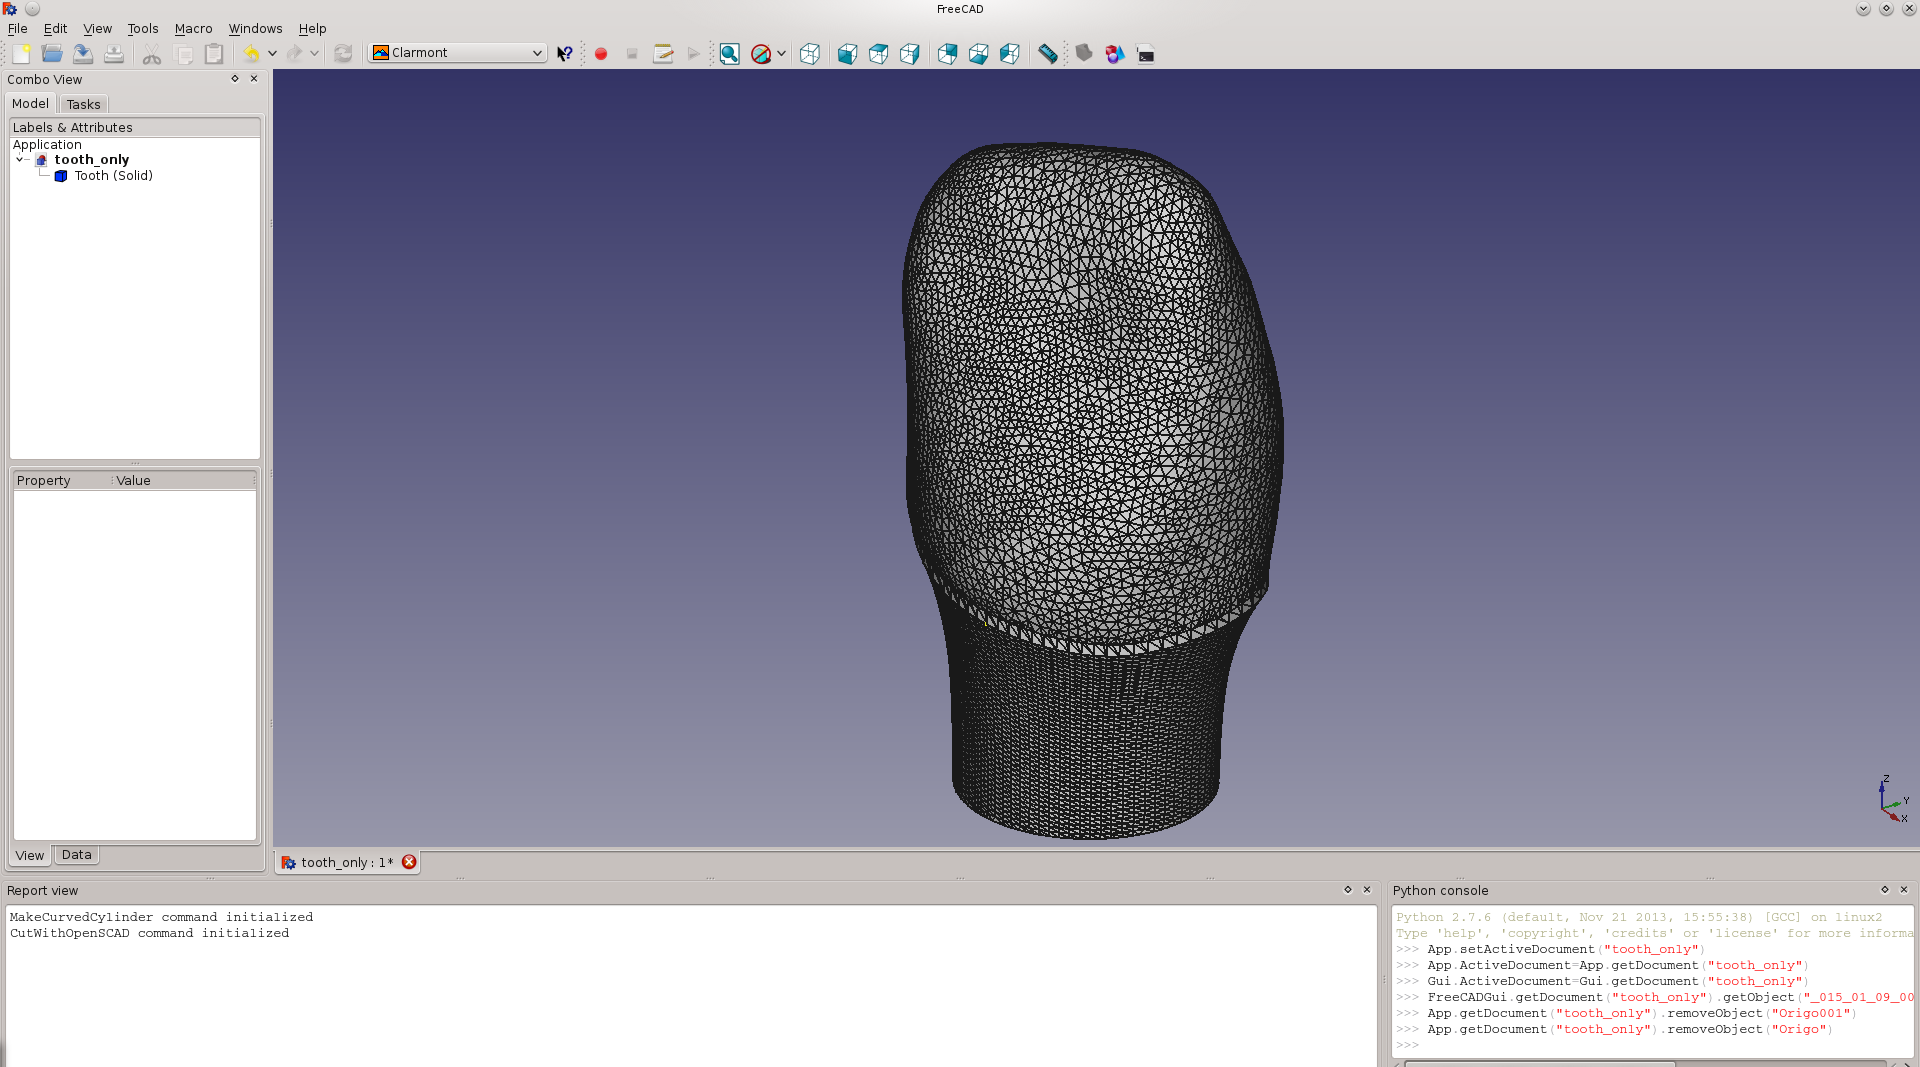 FreeCAD
File Edit View Tools Macro Windows Help
Clarmont
Combo View
Model Tasks
Labels & Attributes
Application
tooth_only
Tooth (Solid)
Property Value
View Data
Z
Y
X
tooth_only : 1*
Report view
MakeCurvedCylinder command initialized
CutWithOpenSCAD command initialized
Python console
Python 2.7.6 (default, Nov 21 2013, 15:55:38) [GCC] on linux2
Type 'help', 'copyright', 'credits' or 'license' for more informa
>>> App.setActiveDocument("tooth_only")
>>> App.ActiveDocument=App.getDocument("tooth_only")
>>> Gui.ActiveDocument=Gui.getDocument("tooth_only")
>>> FreeCADGui.getDocument("tooth_only").getObject("_015_01_09_00
>>> App.getDocument("tooth_only").removeObject("Origo001")
>>> App.getDocument("tooth_only").removeObject("Origo")
>>>